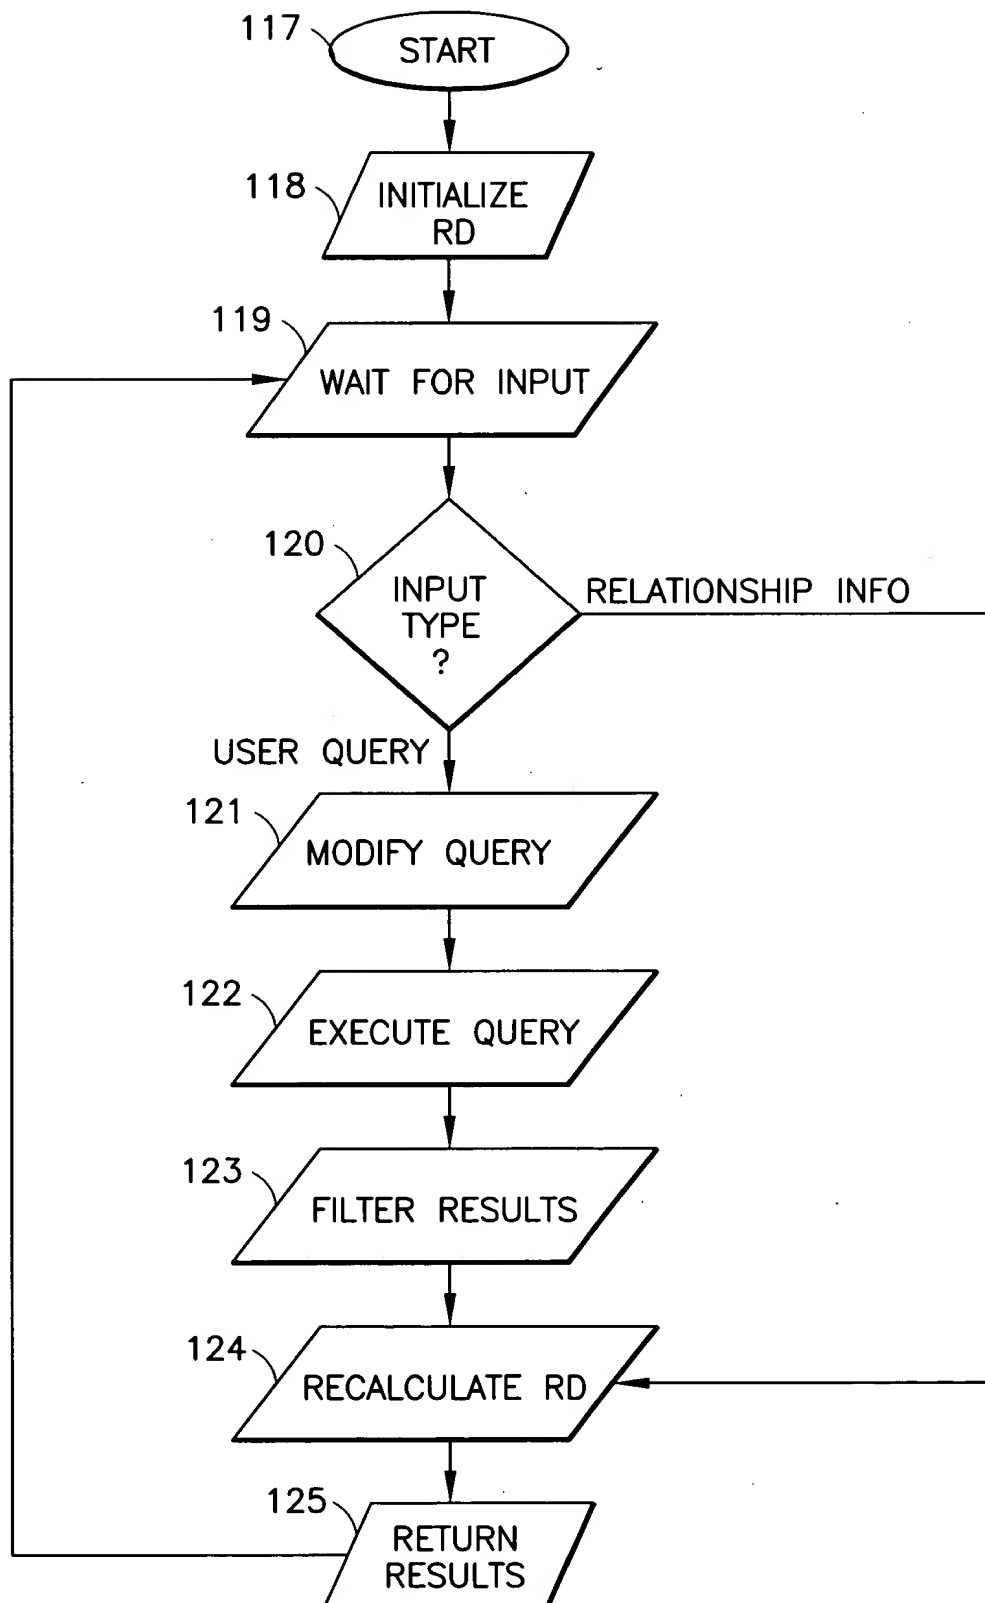 117
START
118
INITIALIZE
RD
119
WAIT FOR INPUT
120
INPUT
TYPE
?
RELATIONSHIP INFO
USER QUERY
121
MODIFY QUERY
122
EXECUTE QUERY
123
FILTER RESULTS
124
RECALCULATE RD
125
RETURN
RESULTS